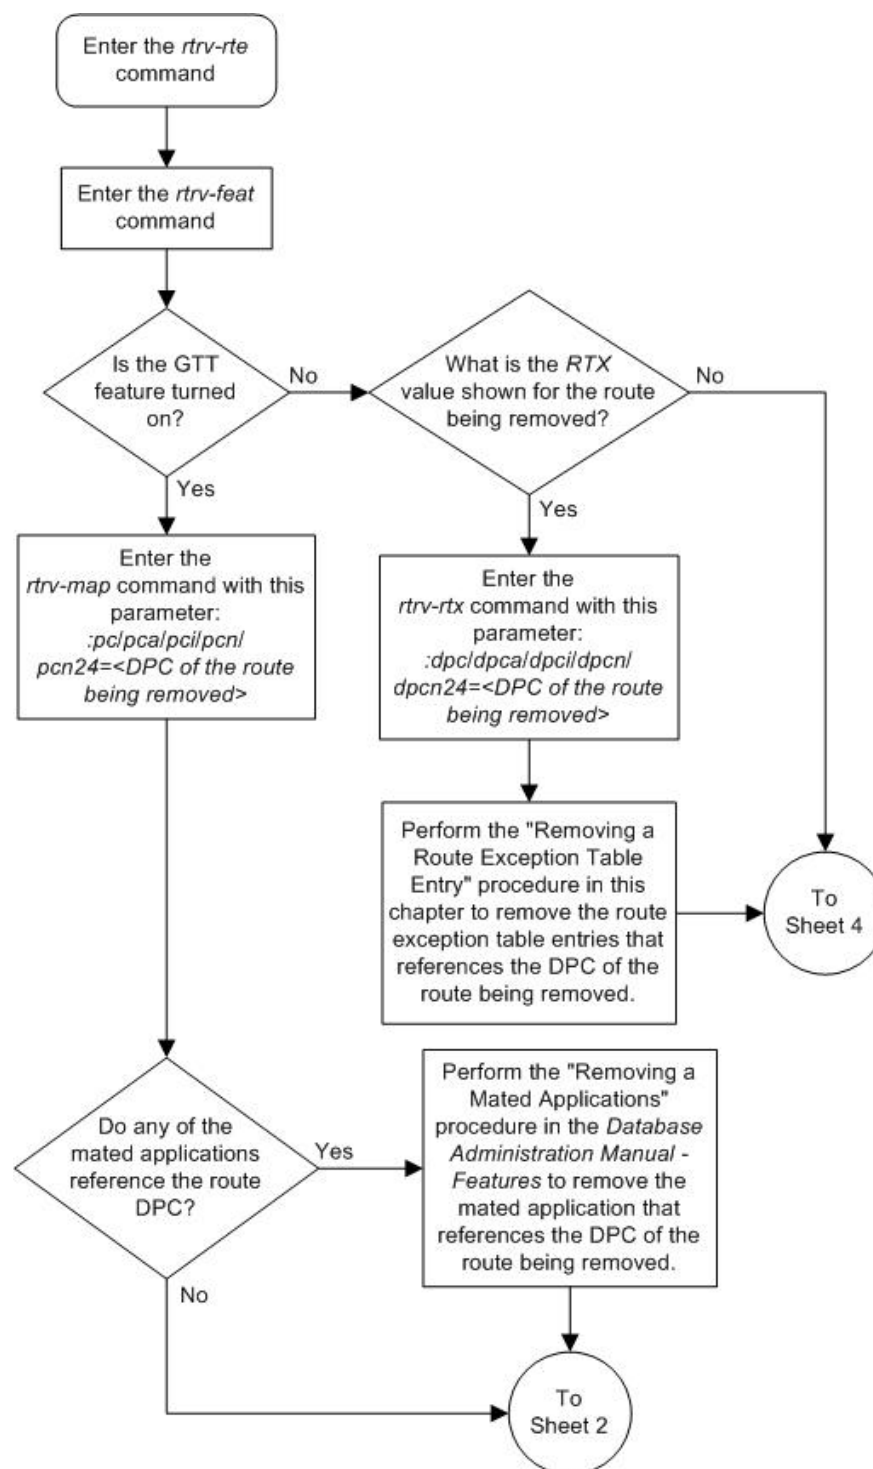 Enter the rtrv-rte
command
Enter the rtrv-feat
command
Is the GTT
feature turned
on?
No
What is the RTX
value shown for the route
being removed?
No
Yes
Yes
Enter the
rtrv-map command with this
parameter:
:pc/pca/pci/pcn/
pcn24=<DPC of the route
being removed>
Enter the
rtrv-rtx command with this
parameter:
:dpc/dpca/dpci/dpcn/
dpcn24=<DPC of the route
being removed>
Perform the "Removing a
Route Exception Table
Entry" procedure in this
chapter to remove the route
exception table entries that
references the DPC of the
route being removed.
To
Sheet 4
Do any of the
mated applications
reference the route
DPC?
Yes
No
Perform the "Removing a
Mated Applications"
procedure in the Database
Administration Manual -
Features to remove the
mated application that
references the DPC of the
route being removed.
To
Sheet 2